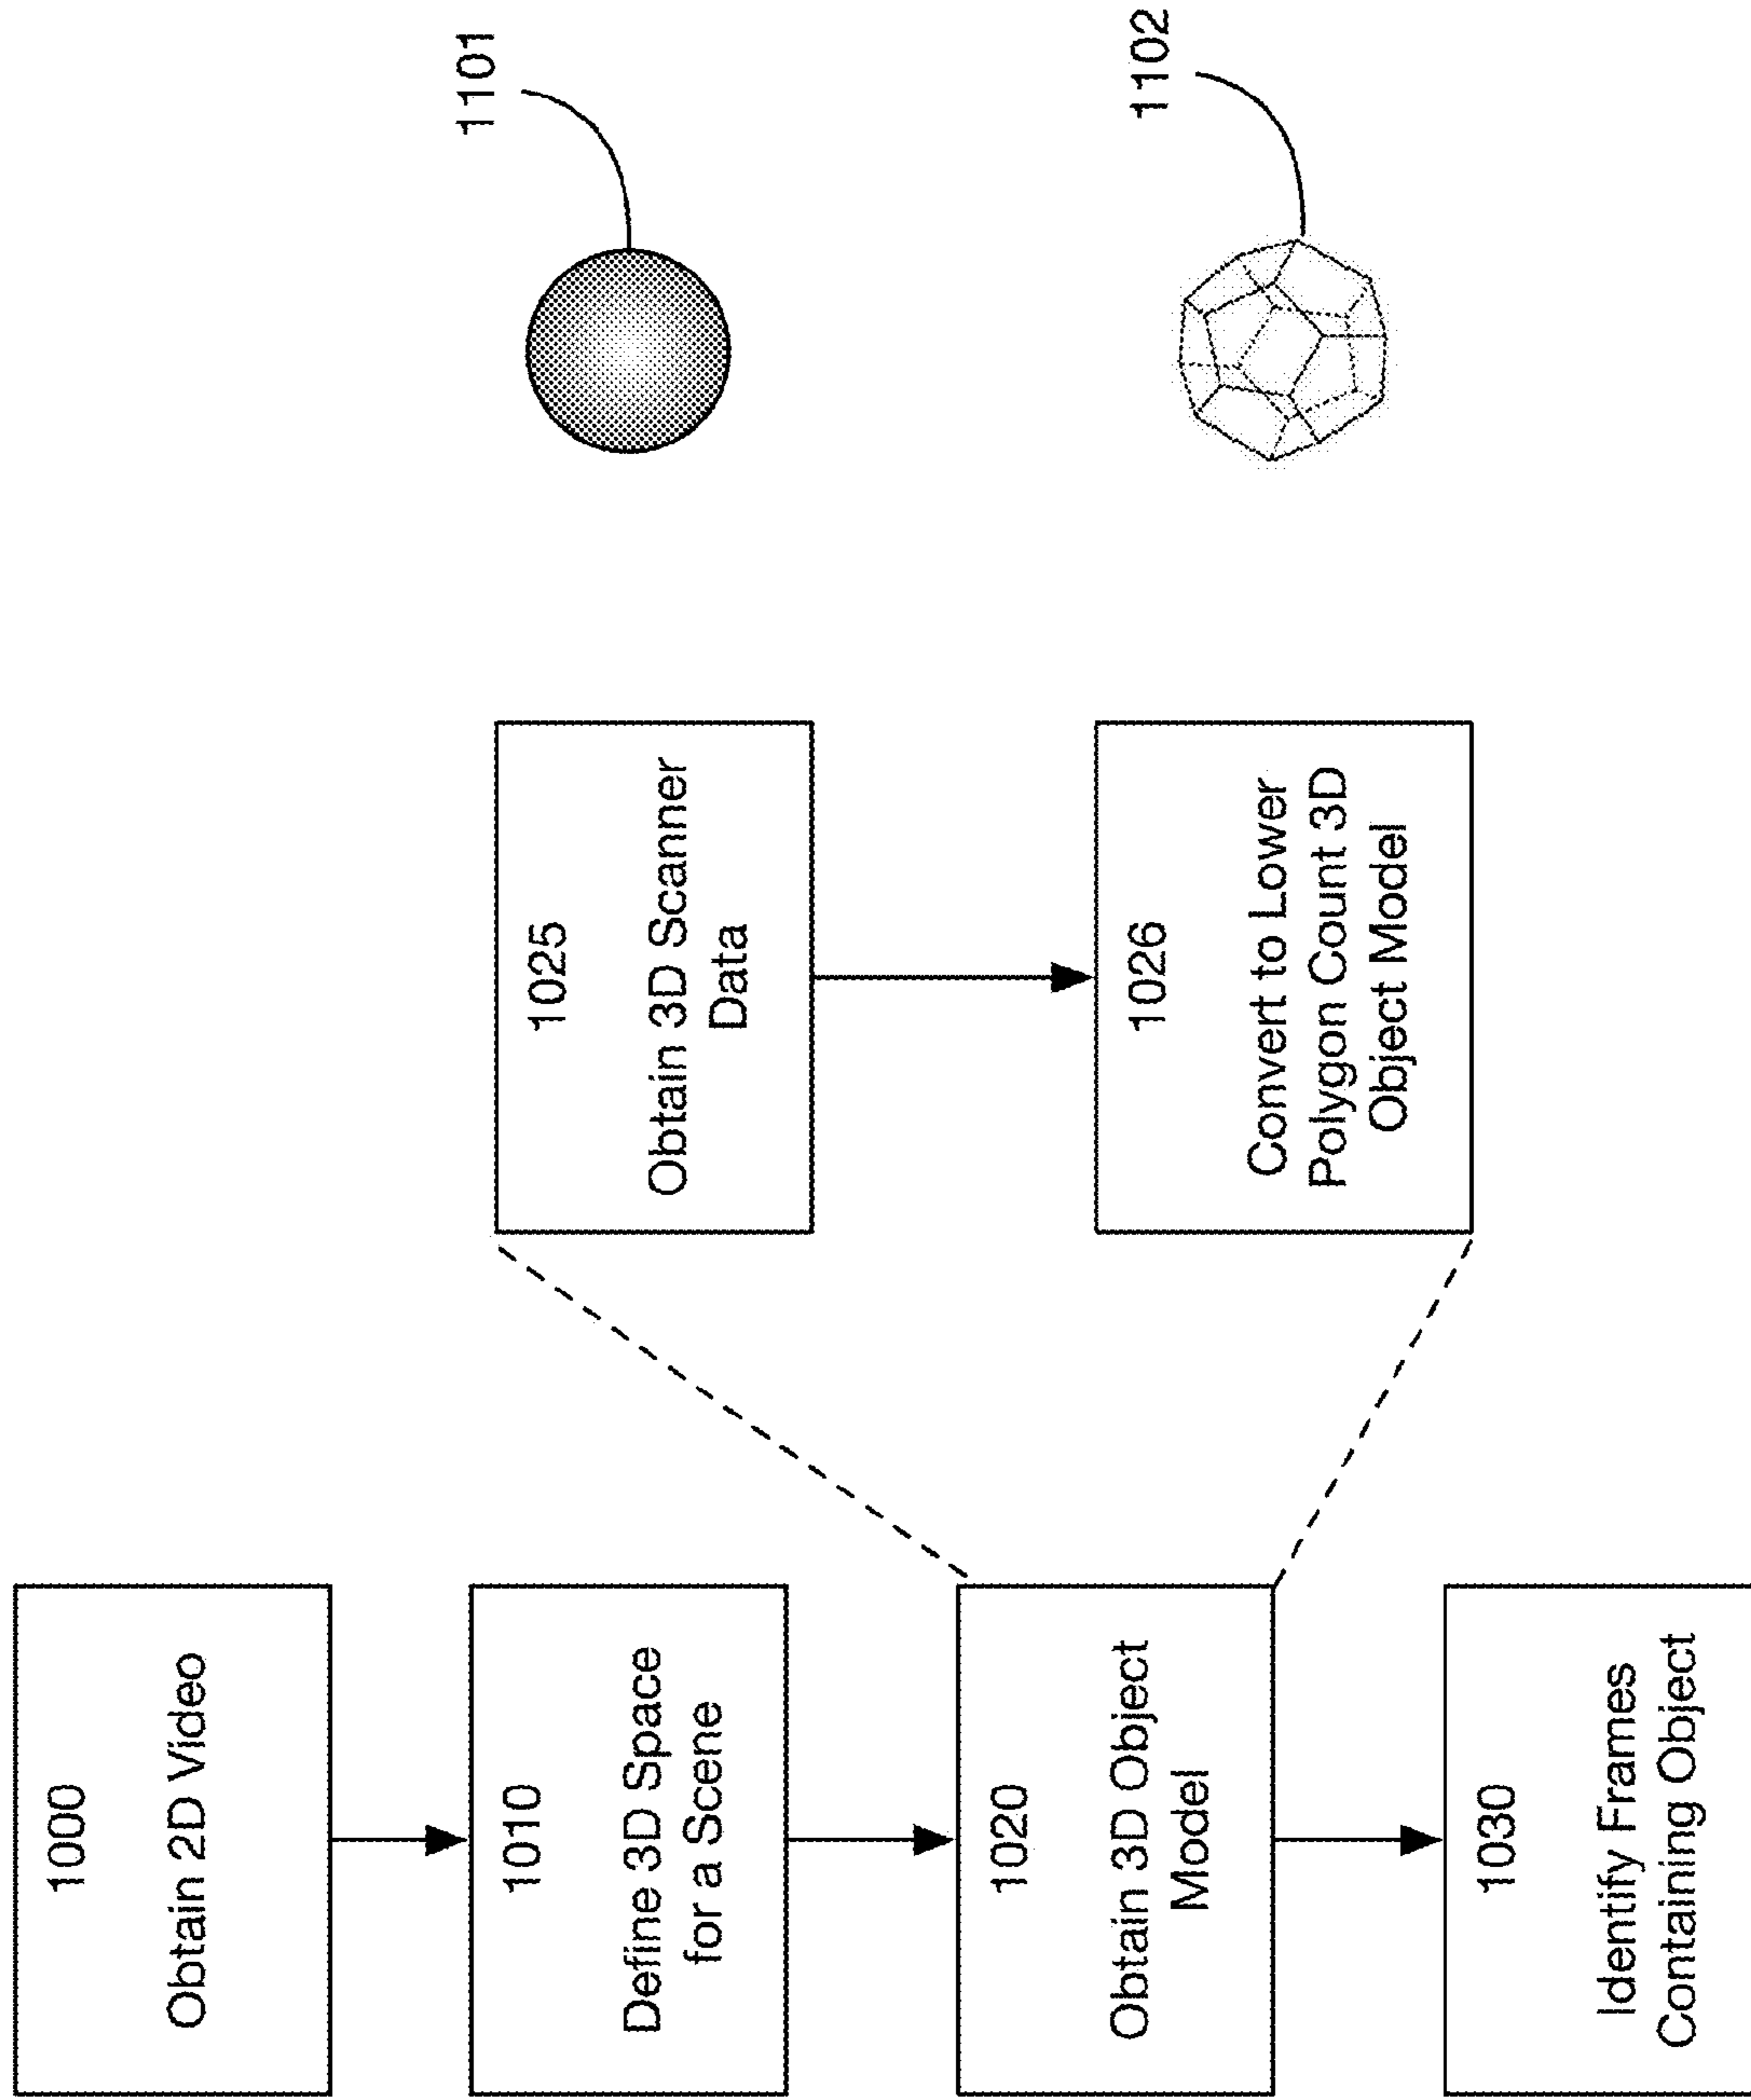 1000
Obtain 2D Video
1010
Define 3D Space
for a Scene
1020
Obtain 3D Object
Model
1030
Identify Frames
Containing Object
1025
Obtain 3D Scanner
Data
1026
Convert to Lower
Polygon Count 3D
Object Model
1101
1102